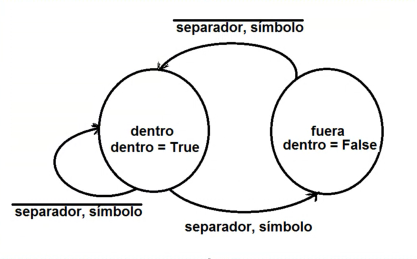 separador, símbolo
dentro
dentro = True
fuera
dentro = False
separador, símbolo
separador, símbolo